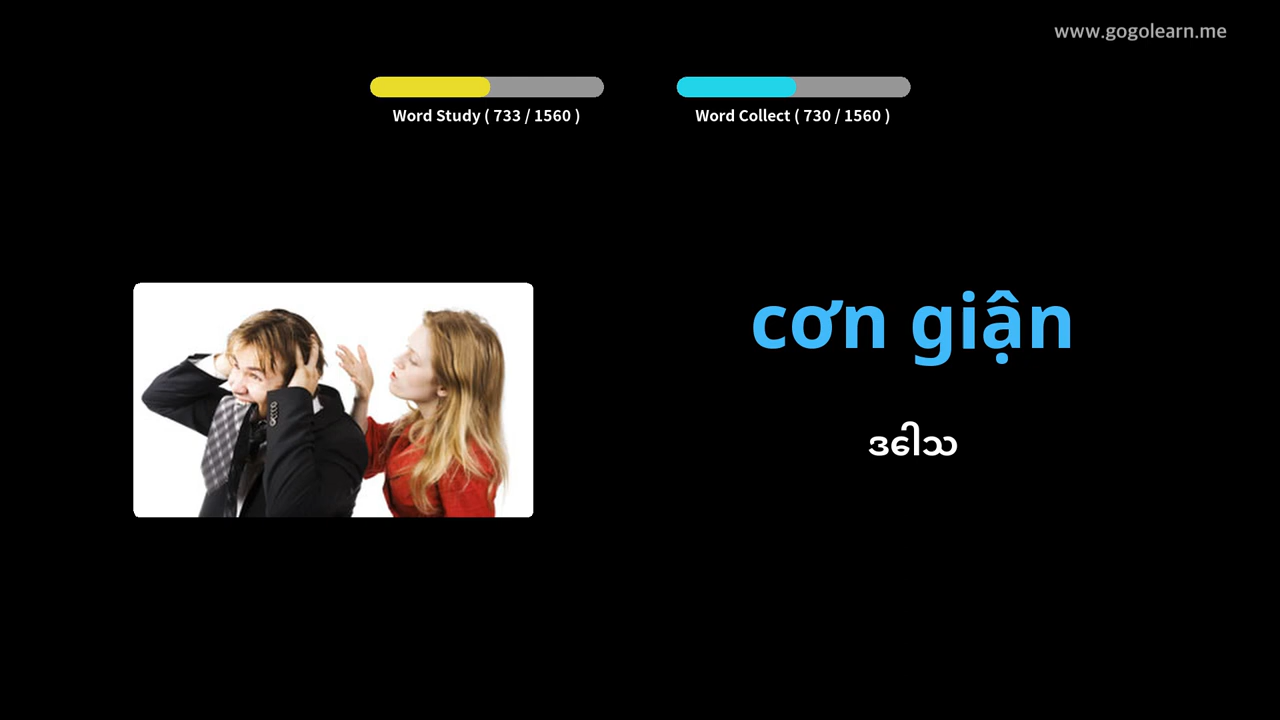 www.gogolearn.me
Word Study ( 733 / 1560 )
Word Collect ( 730 / 1560 )
cơn giận
ဒေါသ